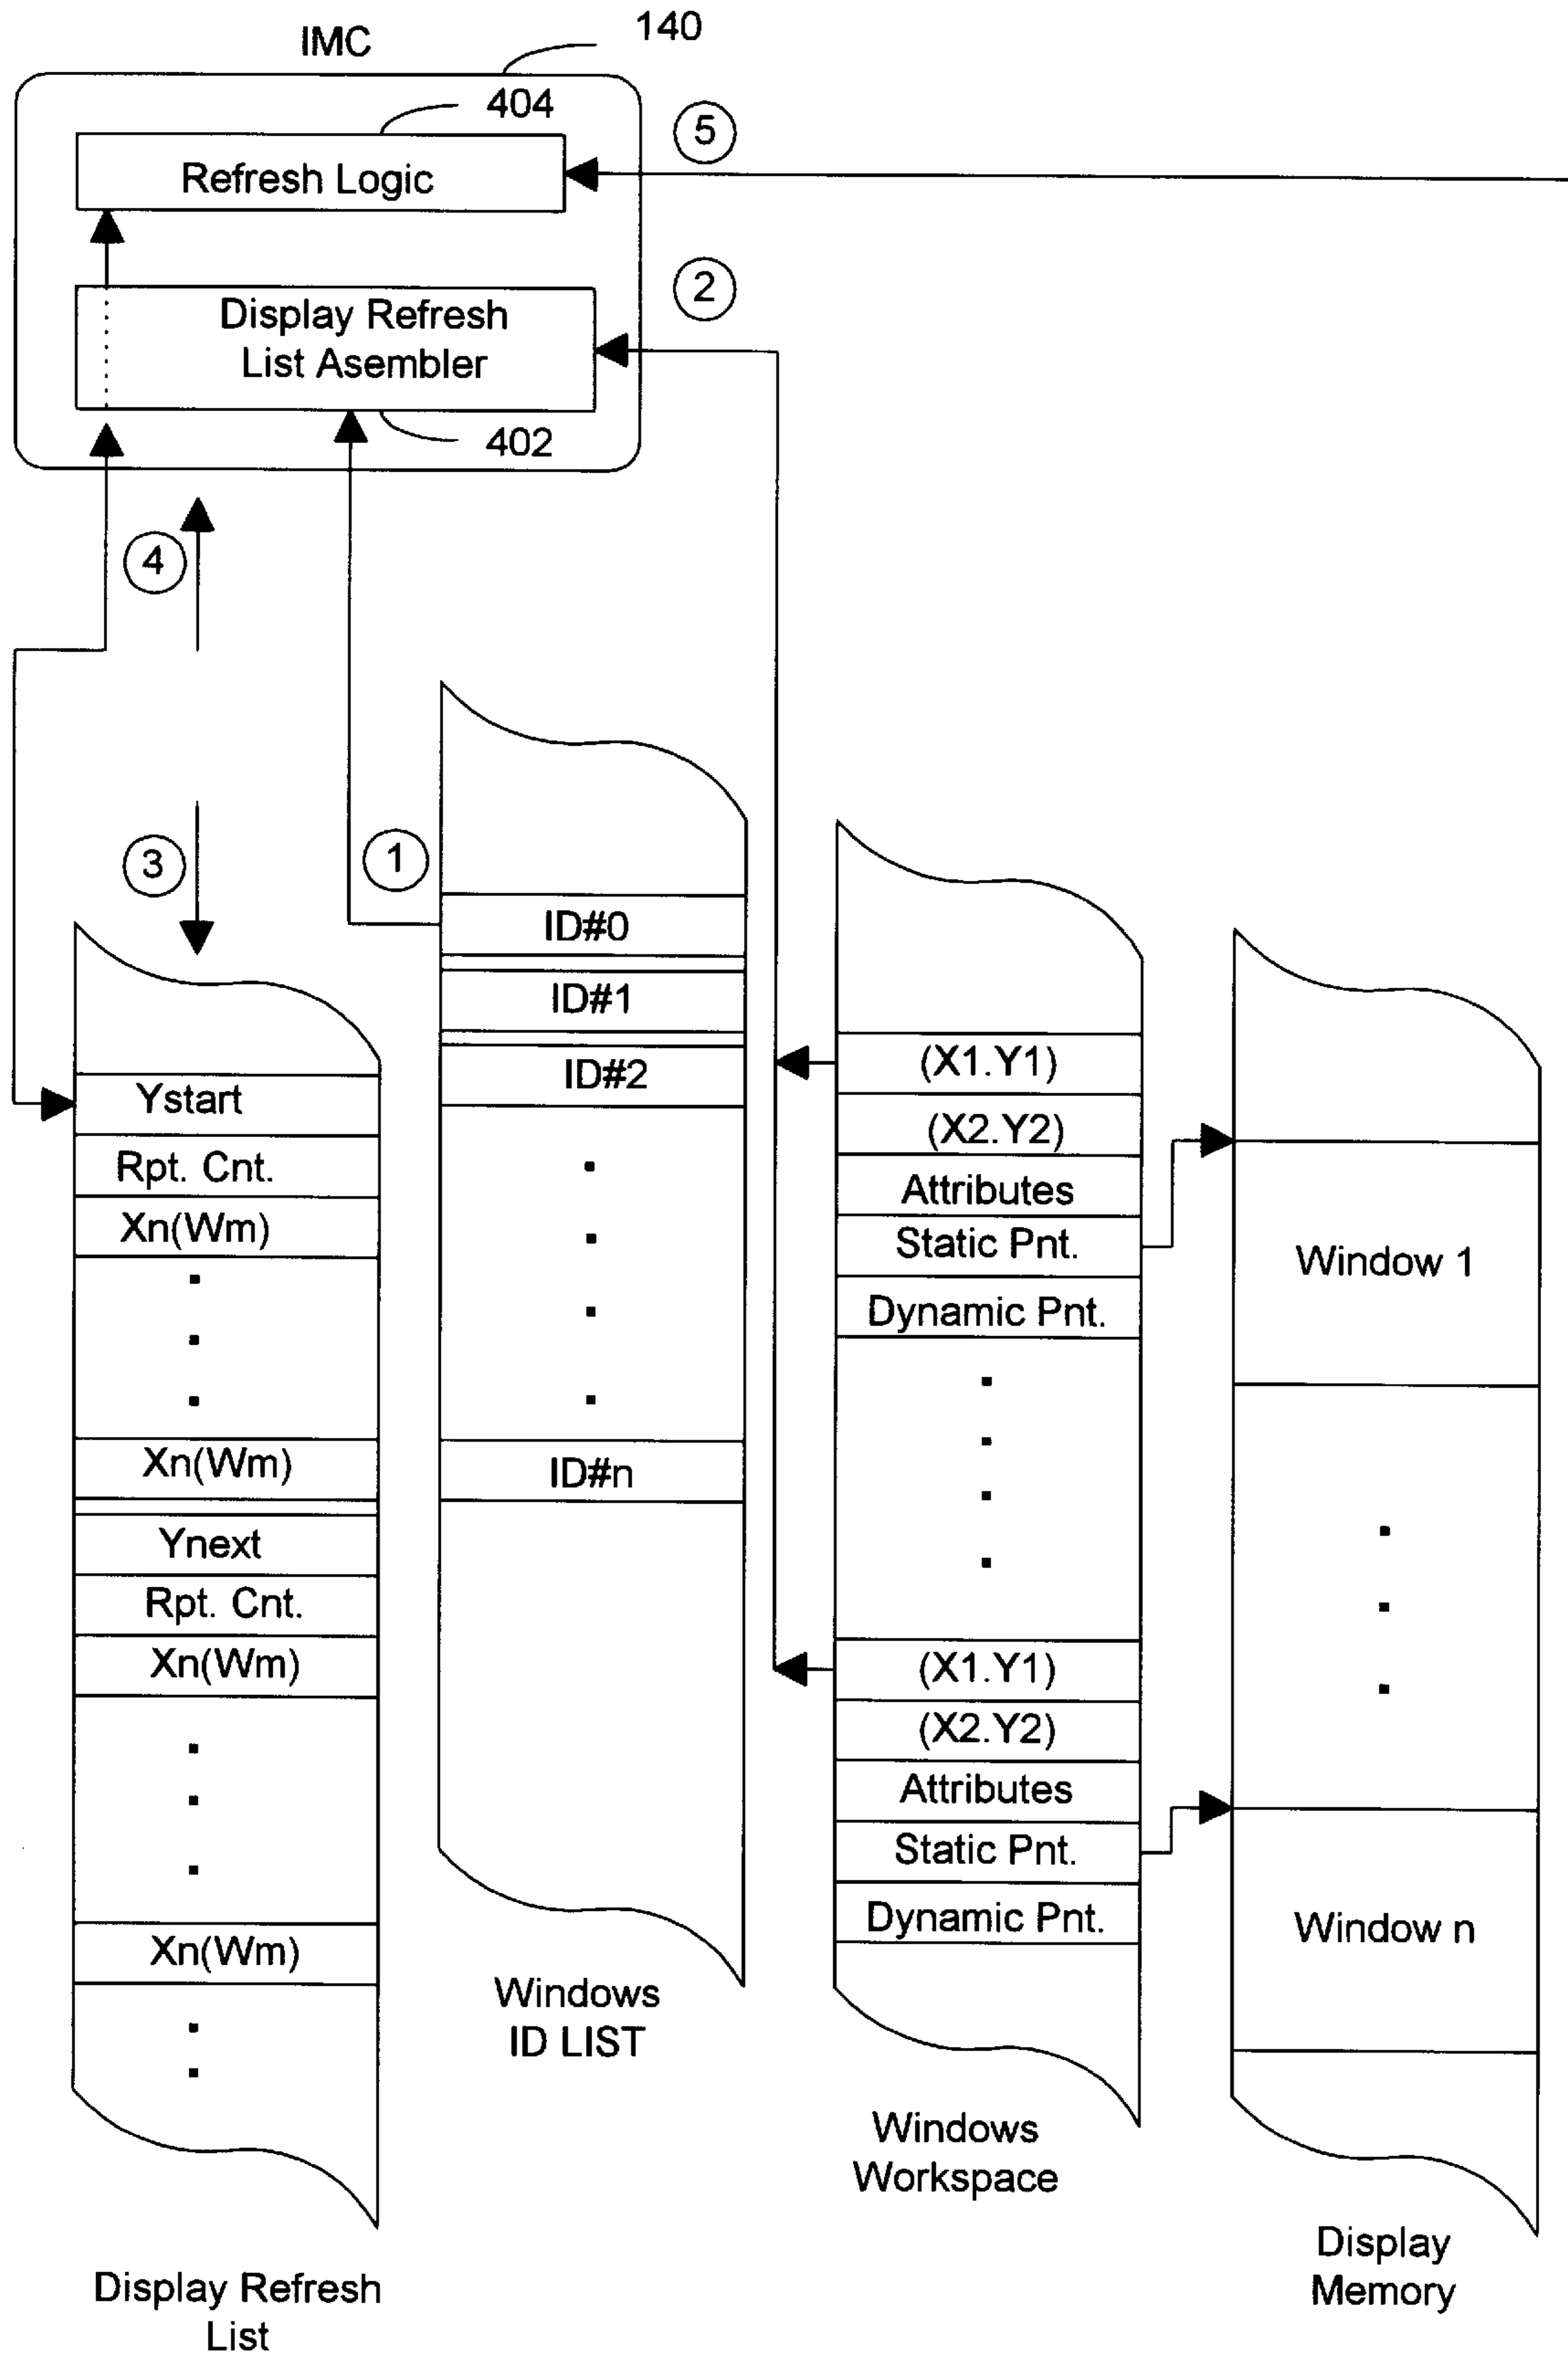 IMC
140
404
5
Refresh Logic
2
Display Refresh
List Asembler
402
4
3
1
Ystart
Rpt. Cnt.
Xn(Wm)
Xn(Wm)
Ynext
Rpt. Cnt.
Xn(Wm)
Xn(Wm)
Display Refresh
List
ID#0
ID#1
ID#2
ID#n
Windows
ID LIST
(X1.Y1)
(X2.Y2)
Attributes
Static Pnt.
Dynamic Pnt.
(X1.Y1)
(X2.Y2)
Attributes
Static Pnt.
Dynamic Pnt.
Windows
Workspace
Window 1
Window n
Display
Memory